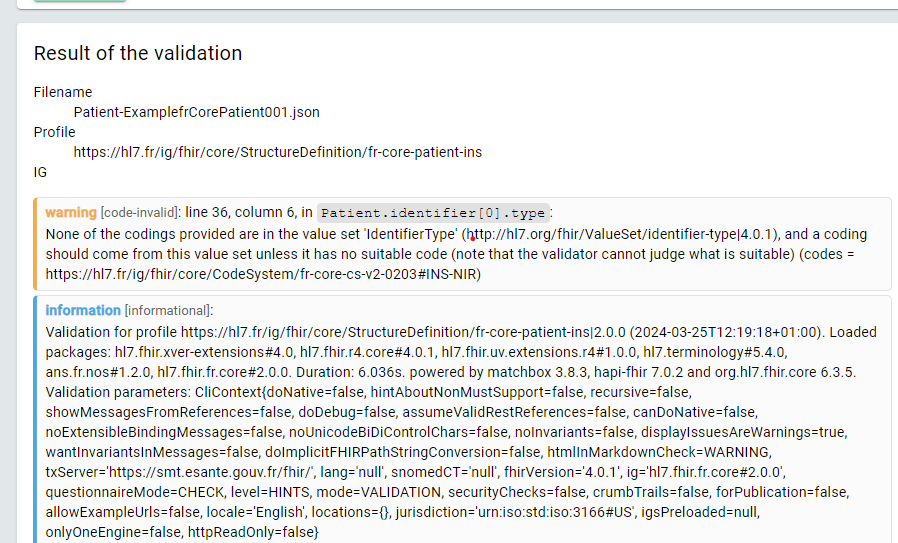 Result of the validation
Filename
Patient-ExamplefrCorePatient001.json
Profile
https://hl7.fr/ig/fhir/core/StructureDefinition/fr-core-patient-ins
IG
warning [code-invalid]: line 36, column 6, in Patient.identifier[0].type:
None of the codings provided are in the value set 'IdentifierType' (http://hl7.org/fhir/ValueSet/identifier-type|4.0.1), and a coding
should come from this value set unless it has no suitable code (note that the validator cannot judge what is suitable) (codes =
https://hl7.fr/ig/fhir/core/CodeSystem/fr-core-cs-v2-0203#INS-NIR)
information [informational]:
Validation for profile https://hl7.fr/ig/fhir/core/StructureDefinition/fr-core-patient-ins|2.0.0 (2024-03-25T12:19:18+01:00). Loaded
packages: hl7.fhir.xver-extensions#4.0, hl7.fhir.r4.core#4.0.1, hl7.fhir.uv.extensions.r4#1.0.0, hl7.terminology#5.4.0,
ans.fr.nos#1.2.0, hl7.fhir.fr.core#2.0.0. Duration: 6.036s. powered by matchbox 3.8.3, hapi-fhir 7.0.2 and org.hl7.fhir.core 6.3.5.
Validation parameters: CliContext{doNative=false, hintAboutNonMustSupport=false, recursive=false,
showMessagesFromReferences=false, doDebug=false, assumeValidRestReferences=false, canDoNative=false,
noExtensibleBindingMessages=false, noUnicodeBiDiControlChars=false, noInvariants=false, displayIssuesAreWarnings=true,
wantInvariantsInMessages=false, doImplicitFHIRPathStringConversion=false, htmlInMarkdownCheck=WARNING,
txServer='https://smt.esante.gouv.fr/fhir/', lang='null', snomedCT='null', fhirVersion='4.0.1', ig='hl7.fhir.fr.core#2.0.0',
questionnaireMode=CHECK, level=HINTS, mode=VALIDATION, securityChecks=false, crumbTrails=false, forPublication=false,
allowExampleUrls=false, locale='English', locations={}, jurisdiction='urn:iso:std:iso:3166#US', igsPreloaded=null,
onlyOneEngine=false, httpReadOnly=false}